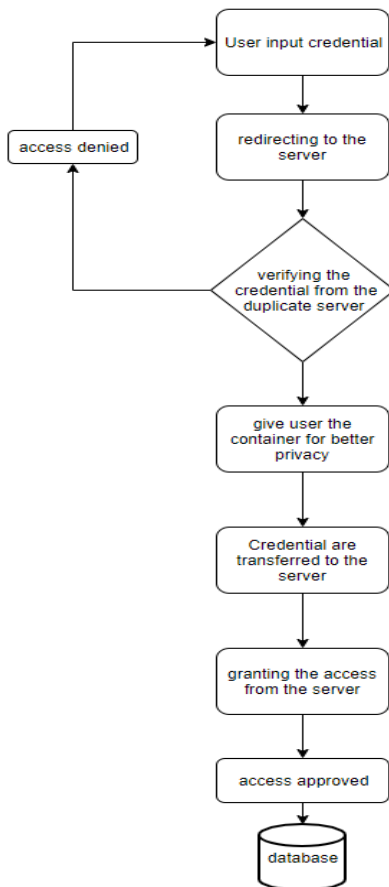 User input credential
redirecting to the
server
access denied
verifying the
credential from the
duplicate server
give user the
container for better
privacy
Credential are
transferred to the
server
granting the access
from the server
access approved
database